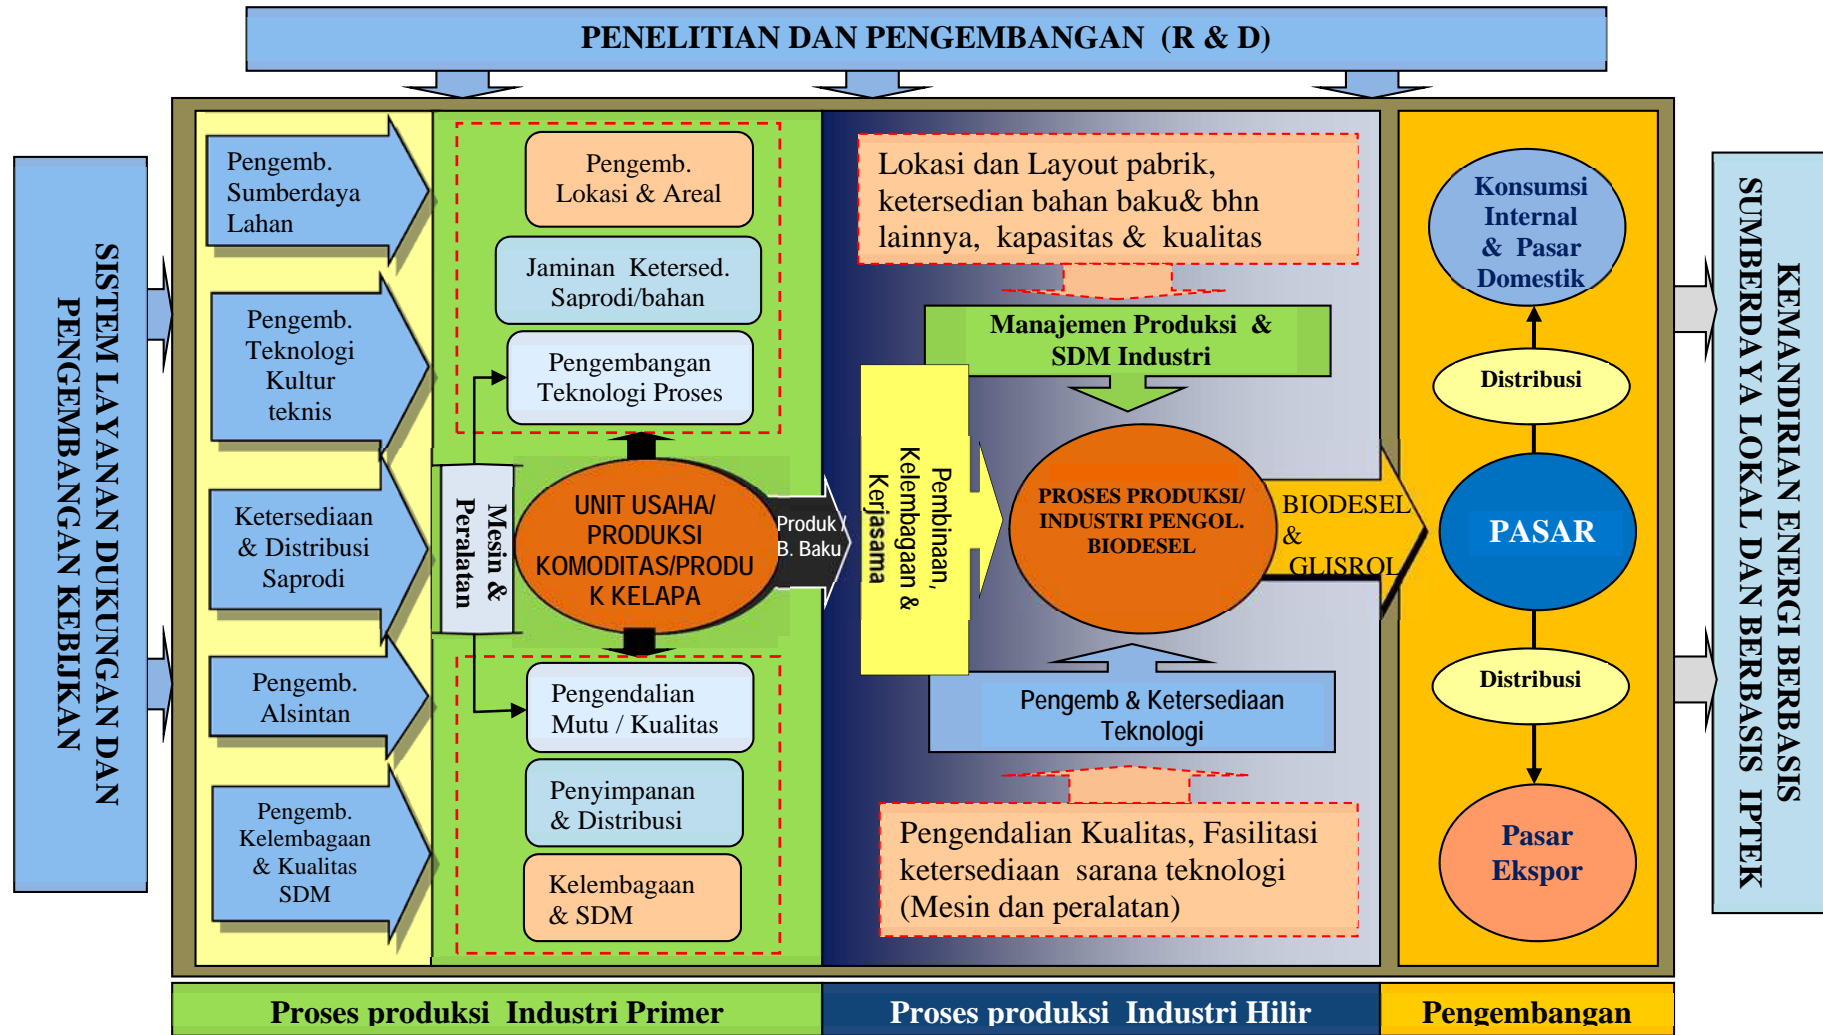 PENELITIAN DAN PENGEMBANGAN (R & D)
SISTEM LAYANAN DUKUNGAN DAN
PENGEMBANGAN KEBIJKAN
Pengemb.
Sumberdaya
Lahan
Pengemb.
Teknologi
Kultur
teknis
Ketersediaan
& Distribusi
Saprodi
Pengemb.
Alsintan
Pengemb.
Kelembagaan
& Kualitas
SDM
Pengemb.
Lokasi & Areal
Jaminan Ketersed.
Saprodi/bahan
Pengembangan
Teknologi Proses
Mesin &
Peralatan
UNIT USAHA/
PRODUKSI
KOMODITAS/PRODU
K KELAPA
Pengendalian
Mutu / Kualitas
Penyimpanan
& Distribusi
Kelembagaan
& SDM
Produk /
B. Baku
Lokasi dan Layout pabrik,
ketersedian bahan baku& bhn
lainnya, kapasitas & kualitas
Manajemen Produksi &
SDM Industri
Pembinaan,
Kelembagaan &
Kerjasama
PROSES PRODUKSI/
INDUSTRI PENGOL.
BIODESEL
Pengemb & Ketersediaan
Teknologi
Pengendalian Kualitas, Fasilitasi
ketersediaan sarana teknologi
(Mesin dan peralatan)
BIODESEL
&
GLISROL
Konsumsi
Internal
& Pasar
Domestik
Distribusi
PASAR
Distribusi
Pasar
Ekspor
KEMANDIRIAN ENERGI BERBASIS
SUMBERDAYA LOKAL DAN BERBASIS IPTEK
Proses produksi Industri Primer
Proses produksi Industri Hilir
Pengembangan